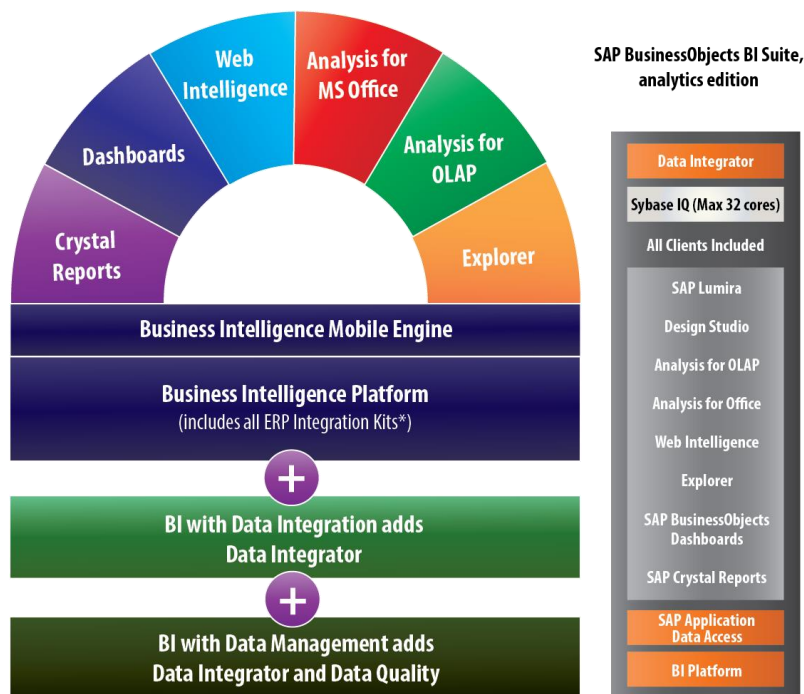 Crystal
Reports
Dashboards
Web
Intelligence
Analysis for
MS Office
Analysis for
OLAP
Explorer
Business Intelligence Mobile Engine
Business Intelligence Platform
(includes all ERP Integration Kits*)
+
BI with Data Integration adds
Data Integrator
+
BI with Data Management adds
Data Integrator and Data Quality
SAP BusinessObjects BI Suite,
analytics edition
Data Integrator
Sybase IQ (Max 32 cores)
All Clients Included
SAP Lumira
Design Studio
Analysis for OLAP
Analysis for Office
Web Intelligence
Explorer
SAP BusinessObjects
Dashboards
SAP Crystal Reports
SAP Application
Data Access
BI Platform